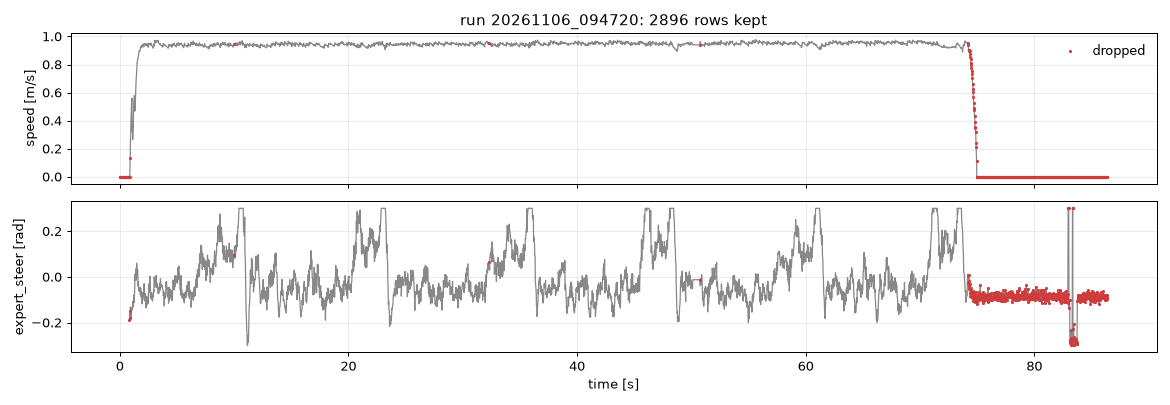 run 20261106_094720: 2896 rows kept
speed [m/s]
1.0
0.8
0.6
0.4
0.2
0.0
dropped
expert_steer [rad]
0.2
0.0
−0.2
0
20
40
60
80
time [s]